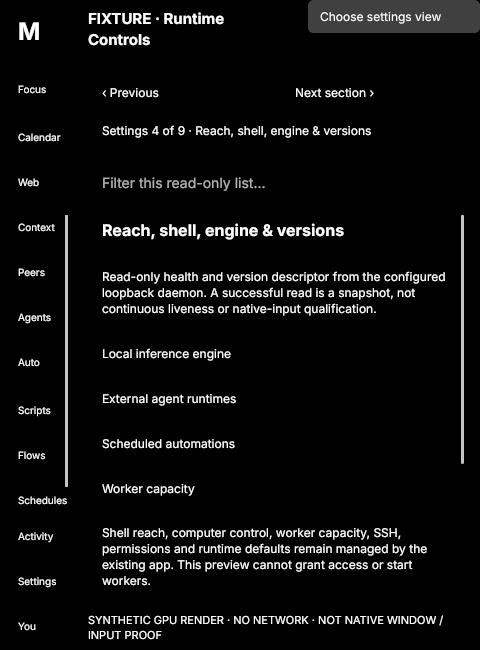 M
FIXTURE · Runtime
Controls
Choose settings view
Focus
‹ Previous
Next section ›
Calendar
Settings 4 of 9 · Reach, shell, engine & versions
Web
Filter this read-only list...
Context
Reach, shell, engine & versions
Peers
Read-only health and version descriptor from the configured
loopback daemon. A successful read is a snapshot, not
continuous liveness or native-input qualification.
Agents
Local inference engine
Auto
External agent runtimes
Scripts
Scheduled automations
Flows
Worker capacity
Schedules
Activity
Shell reach, computer control, worker capacity, SSH,
permissions and runtime defaults remain managed by the
existing app. This preview cannot grant access or start
workers.
Settings
You
SYNTHETIC GPU RENDER · NO NETWORK · NOT NATIVE WINDOW /
INPUT PROOF